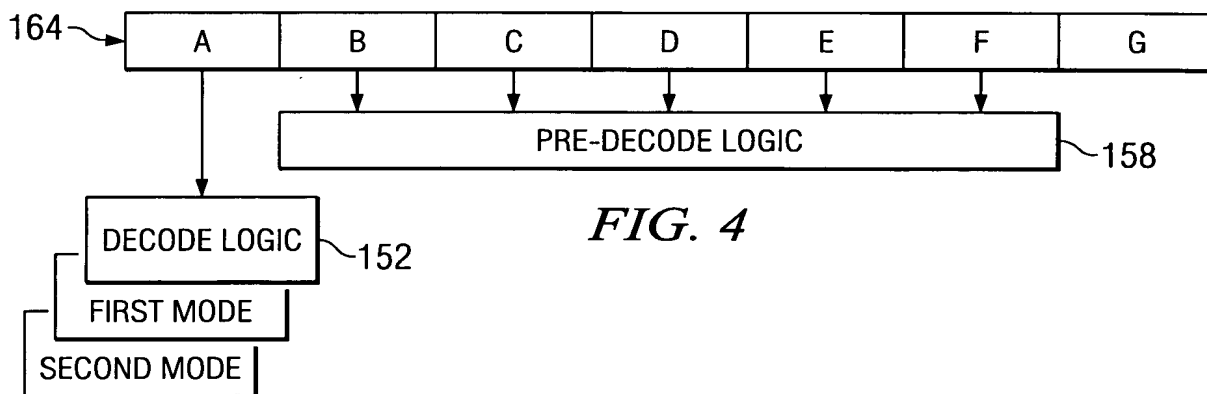 164 A B C D E F G
PRE-DECODE LOGIC 158
DECODE LOGIC 152
FIG. 4
FIRST MODE
SECOND MODE